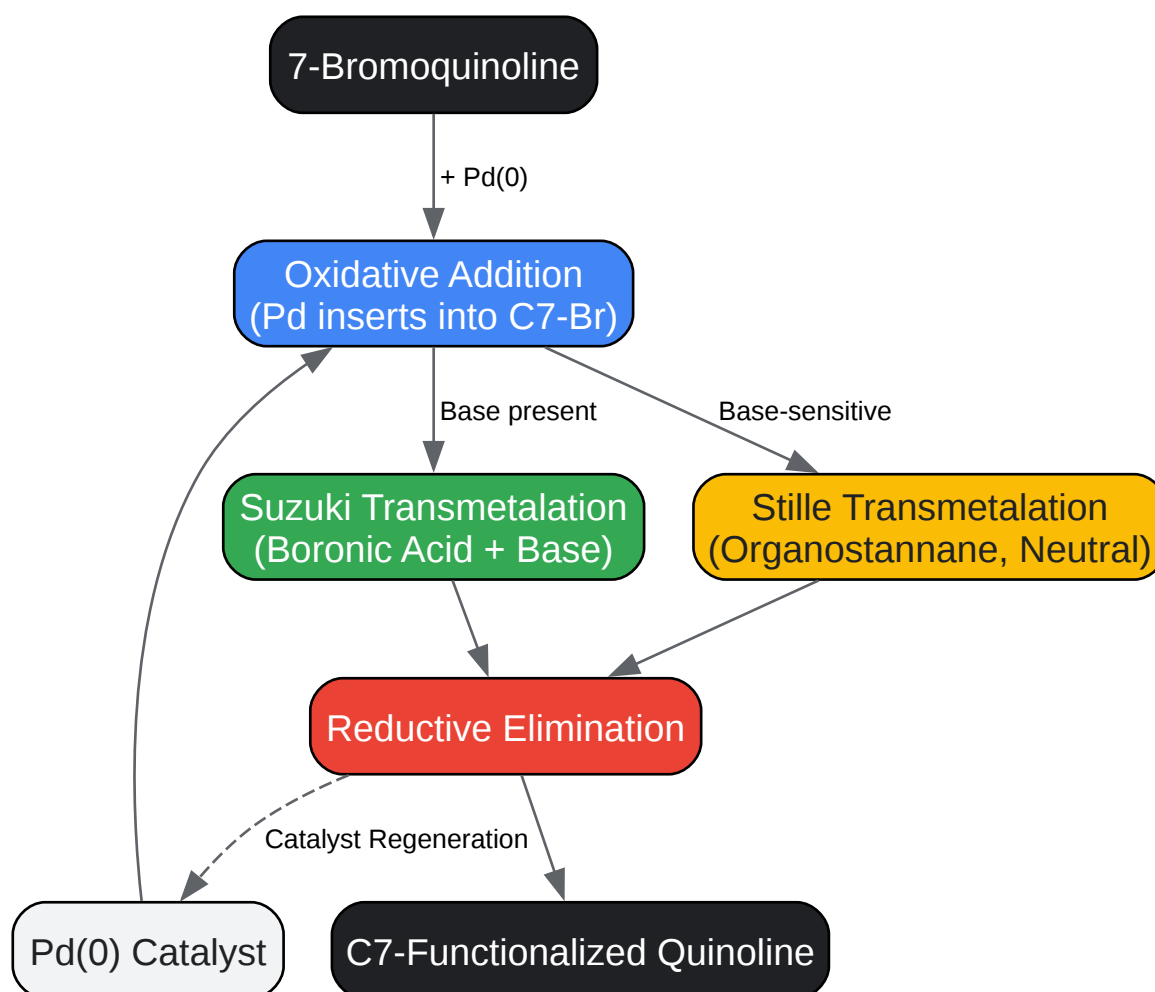 7-Bromoquinoline
+ Pd(0)
Oxidative Addition
(Pd inserts into C7-Br)
Base present
Base-sensitive
Suzuki Transmetalation
(Boronic Acid + Base)
Stille Transmetalation
(Organostannane, Neutral)
Reductive Elimination
Catalyst Regeneration
Pd(0) Catalyst
C7-Functionalized Quinoline